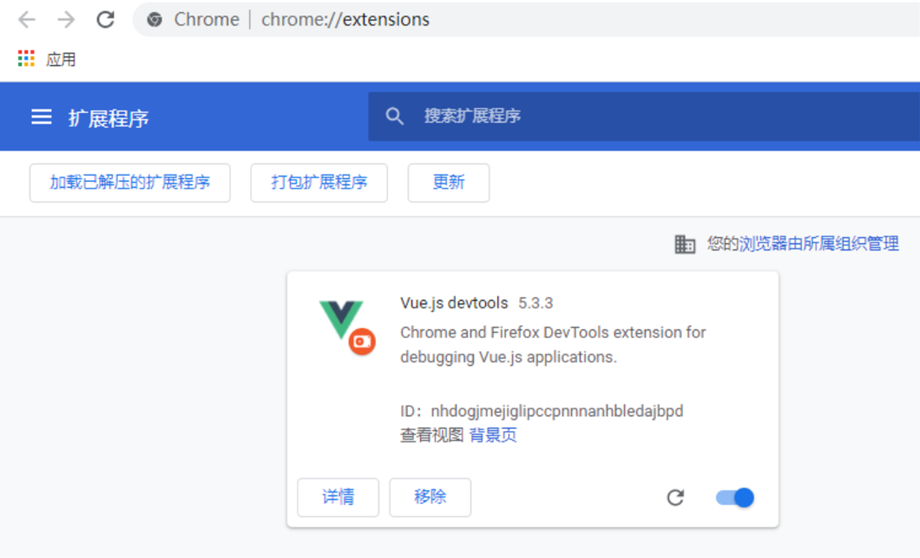 Chrome | chrome://extensions
应用
扩展程序
搜索扩展程序
加载已解压的扩展程序 打包扩展程序 更新
您的浏览器由所属组织管理
Vue.js devtools 5.3.3
Chrome and Firefox DevTools extension for
debugging Vue.js applications.
ID：nhdogjmejiglipccpnnnanhbledajbpd
查看视图 背景页
详情 移除